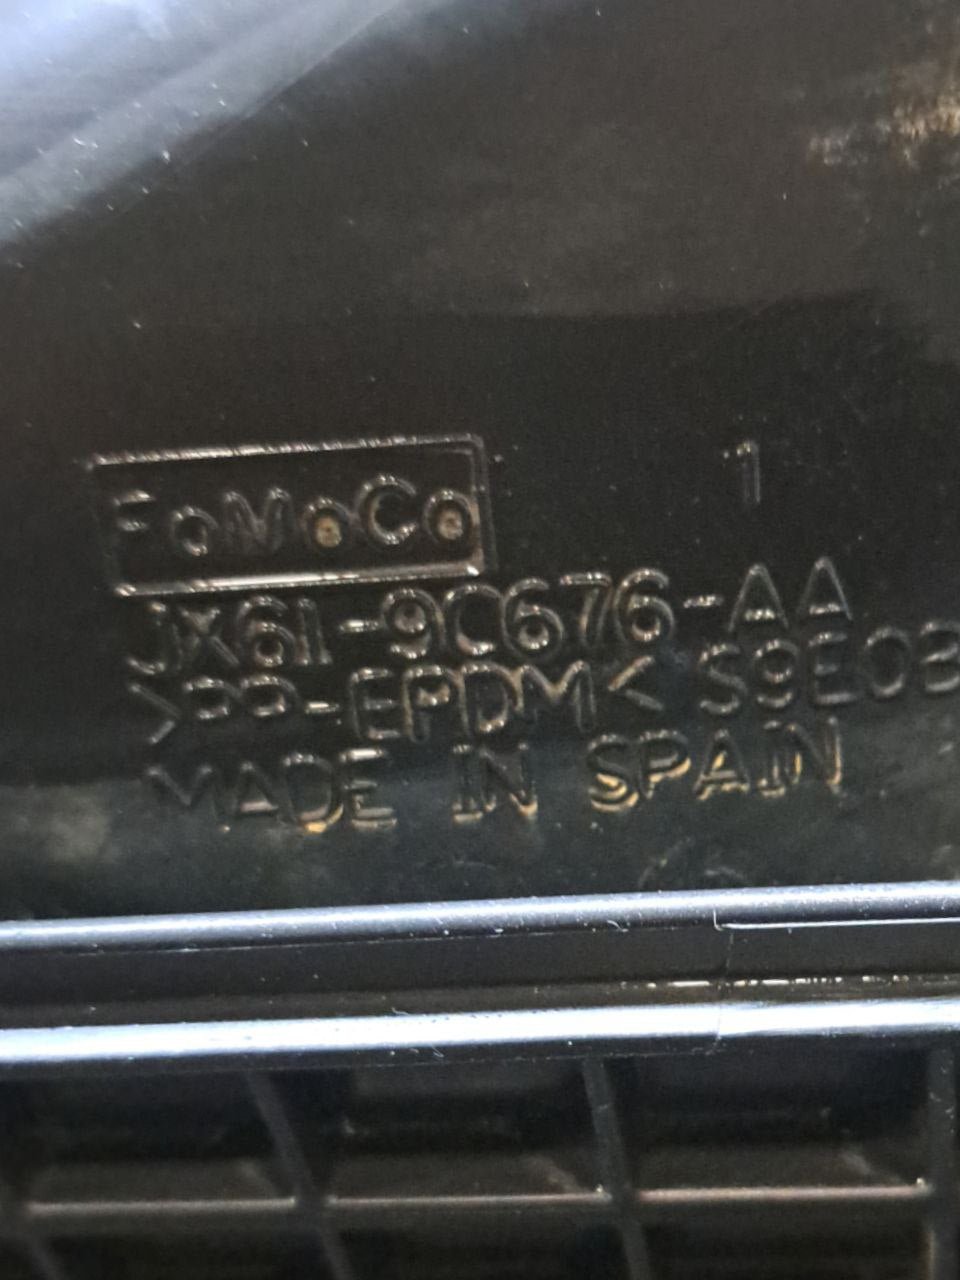 FoMoCo
1
JX61-9C676-AA
>PP-EPDM< S9E03
MADE IN SPAIN